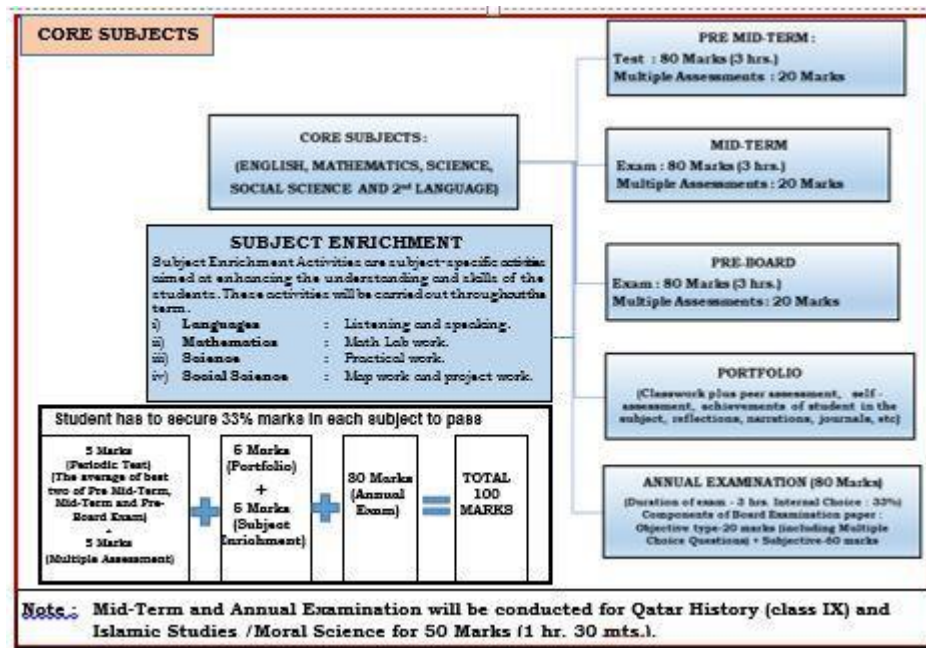 CORE SUBJECTS
PRE MID-TERM :
Test : 80 Marks (3 hrs.)
Multiple Assessments : 20 Marks
CORE SUBJECTS :
(ENGLISH, MATHEMATICS, SCIENCE,
SOCIAL SCIENCE AND 2nd LANGUAGE)
MID-TERM
Exam : 80 Marks (3 hrs.)
Multiple Assessments : 20 Marks
SUBJECT ENRICHMENT
Subject Enrichment Activities are subject-specific activities
aimed at enhancing the understanding and skills of the
students. These activities will be carried out throughout the
term.
i) Languages : Listening and speaking.
ii) Mathematics : Math Lab work.
iii) Science : Practical work.
iv) Social Science : Map work and project work.
PRE-BOARD
Exam : 80 Marks (3 hrs.)
Multiple Assessments : 20 Marks
PORTFOLIO
(Classwork plus peer assessment, self -
assessment, achievements of student in the
subject, reflections, narrations, journals, etc)
Student has to secure 33% marks in each subject to pass
5 Marks
(Periodic Test)
(The average of best
two of Pre Mid-Term,
Mid-Term and Pre-
Board Exam)
+
5 Marks
(Multiple Assessment)
5 Marks
(Portfolio)
+
5 Marks
(Subject
Enrichment)
80 Marks
(Annual
Exam)
TOTAL
100
MARKS
ANNUAL EXAMINATION (80 Marks)
(Duration of exam - 3 hrs. Internal Choice : 33%)
Components of Board Examination paper :
Objective type-20 marks (including Multiple
Choice Questions) + Subjective-60 marks
Note : Mid-Term and Annual Examination will be conducted for Qatar History (class IX) and
Islamic Studies /Moral Science for 50 Marks (1 hr. 30 mts.).